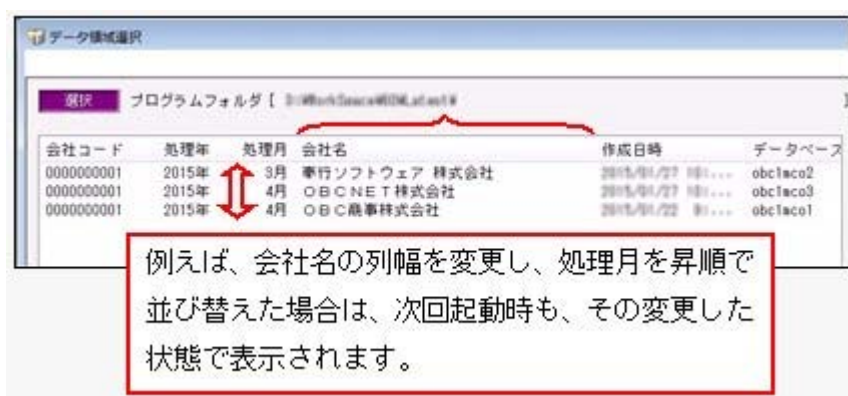 データ領域選択
選択 プログラムフォルダ [
会社コード 処理年 処理月 会社名 作成日時 データベース
0000000001 2015年 3月 奉行ソフトウェア 株式会社 obc1mco2
0000000001 2015年 4月 OBCNET株式会社 obc1mco3
0000000001 2015年 4月 OBC商事株式会社 obc1mco1
例えば、会社名の列幅を変更し、処理月を昇順で
並び替えた場合は、次回起動時も、その変更した
状態で表示されます。